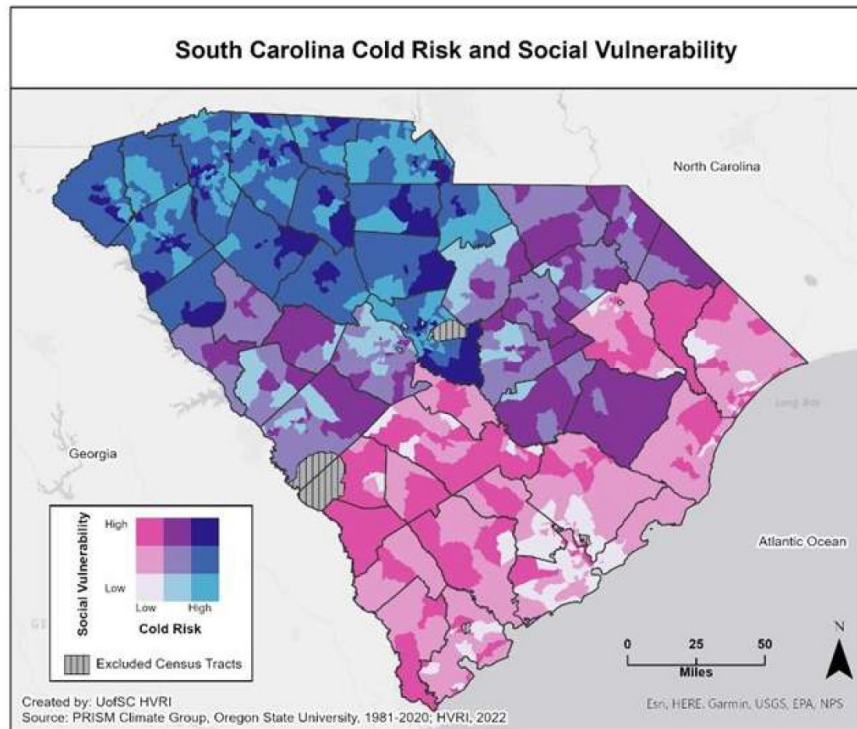 South Carolina Cold Risk and Social Vulnerability
North Carolina
Georgia
Long Bay
Atlantic Ocean
Social Vulnerability
High
Low
Low
High
Cold Risk
Excluded Census Tracts
N
0 25 50
Miles
Created by: UofSC HVRI
Source: PRISM Climate Group, Oregon State University, 1981-2020; HVRI, 2022
Esri, HERE, Garmin, USGS, EPA, NPS